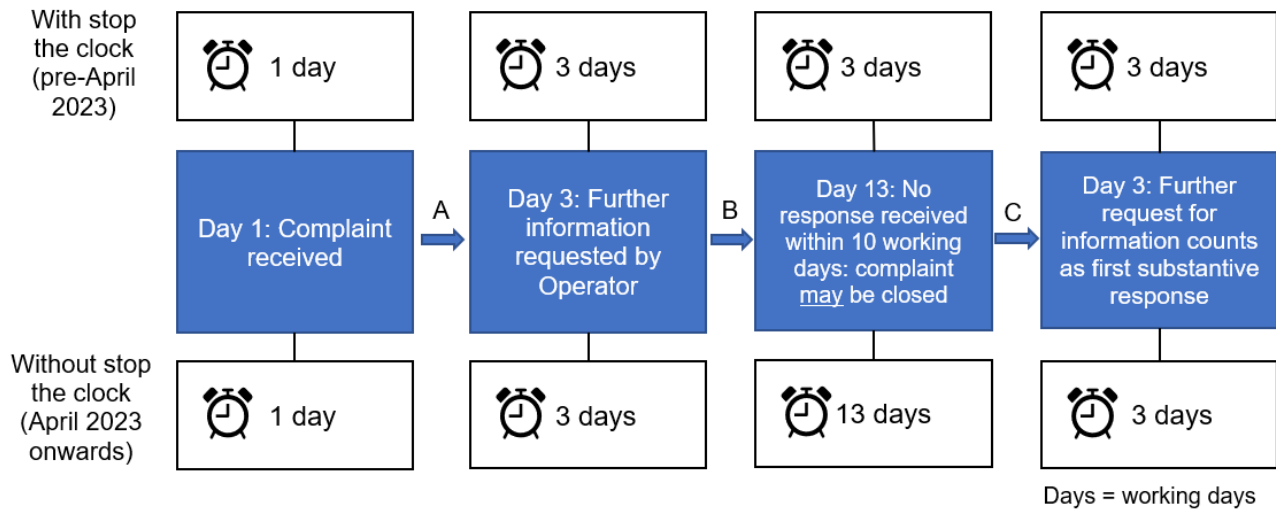 With stop
the clock
(pre-April
2023)
1 day
3 days
3 days
3 days
Day 1: Complaint
received
A
Day 3: Further
information
requested by
Operator
B
Day 13: No
response received
within 10 working
days: complaint
may be closed
C
Day 3: Further
request for
information counts
as first substantive
response
Without stop
the clock
(April 2023
onwards)
1 day
3 days
13 days
3 days
Days = working days